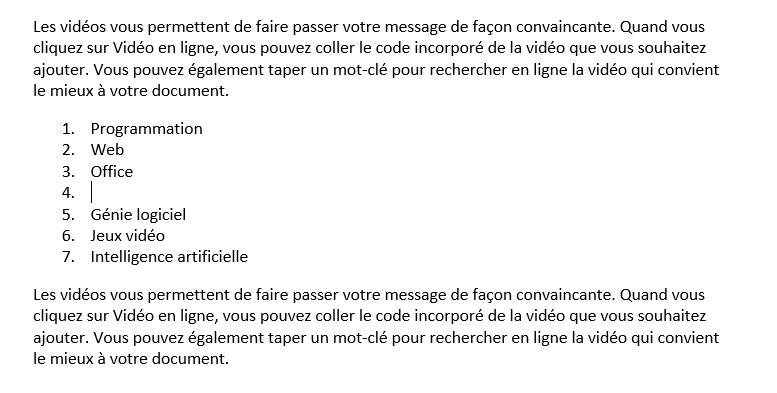 Les vidéos vous permettent de faire passer votre message de façon convaincante. Quand vous
cliquez sur Vidéo en ligne, vous pouvez coller le code incorporé de la vidéo que vous souhaitez
ajouter. Vous pouvez également taper un mot-clé pour rechercher en ligne la vidéo qui convient
le mieux à votre document.
1. Programmation
2. Web
3. Office
4.
5. Génie logiciel
6. Jeux vidéo
7. Intelligence artificielle
Les vidéos vous permettent de faire passer votre message de façon convaincante. Quand vous
cliquez sur Vidéo en ligne, vous pouvez coller le code incorporé de la vidéo que vous souhaitez
ajouter. Vous pouvez également taper un mot-clé pour rechercher en ligne la vidéo qui convient
le mieux à votre document.